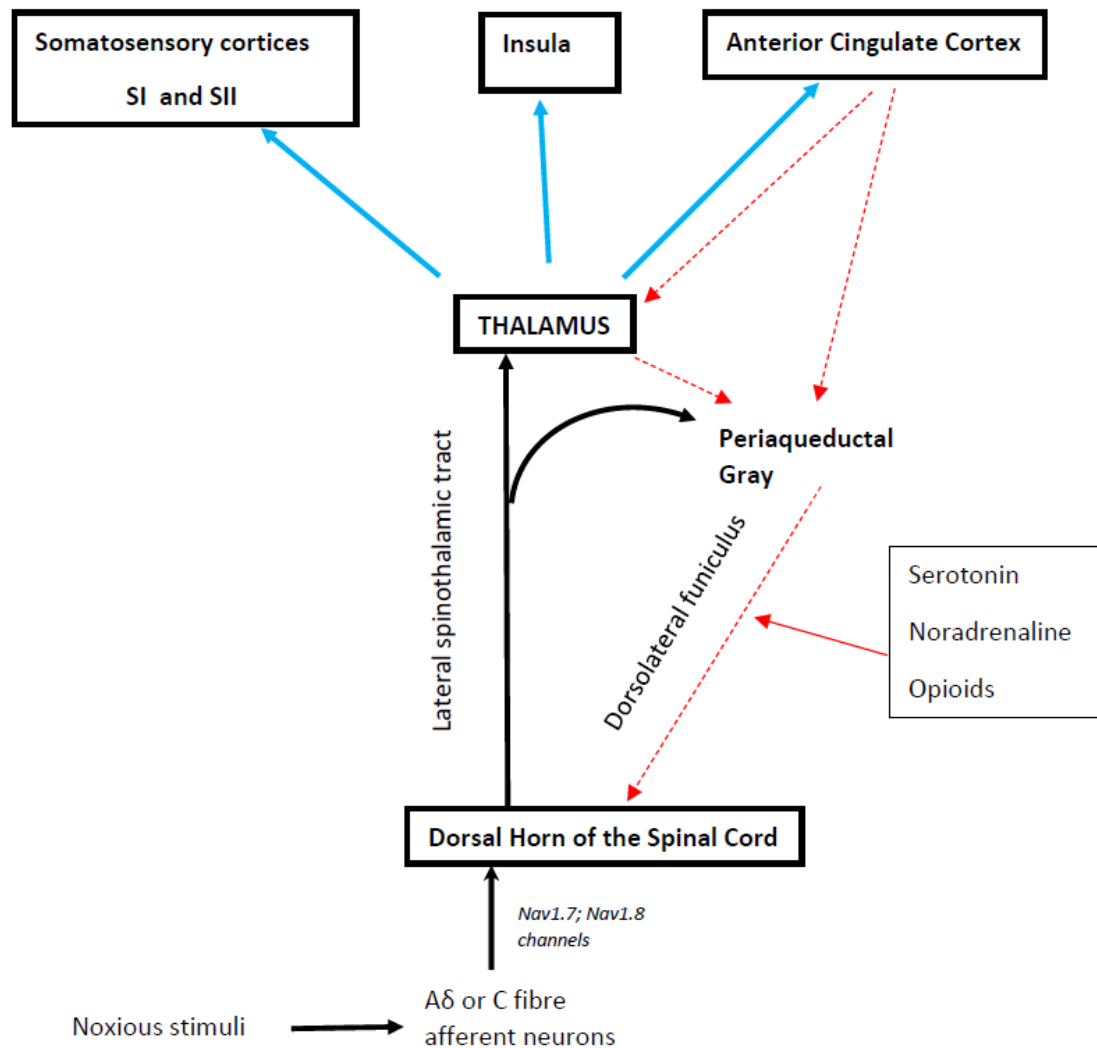 Somatosensory cortices
SI and SII
Insula
Anterior Cingulate Cortex
THALAMUS
Periaqueductal
Gray
Lateral spinothalamic tract
Dorsolateral funiculus
Serotonin
Noradrenaline
Opioids
Dorsal Horn of the Spinal Cord
Nav1.7; Nav1.8
channels
Noxious stimuli
Aδ or C fibre
afferent neurons